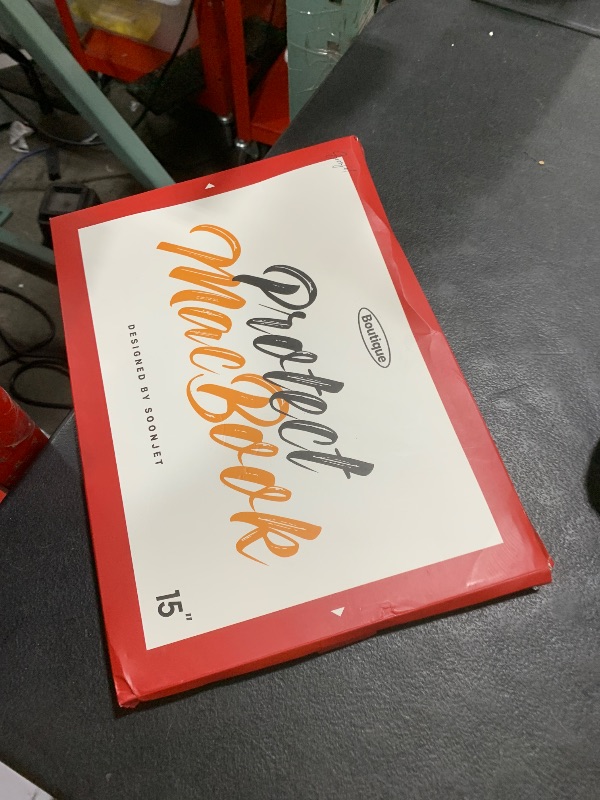 Boutique
Protect
MacBook
DESIGNED BY SOONJET
15"